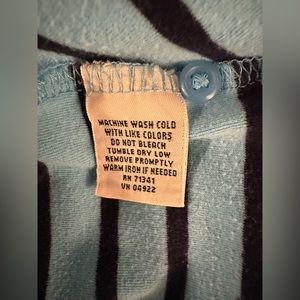 MACHINE WASH COLD
WITH LIKE COLORS
DO NOT BLEACH
TUMBLE DRY LOW
REMOVE PROMPTLY
WARM IRON IF NEEDED
RN 71341
VN 04922